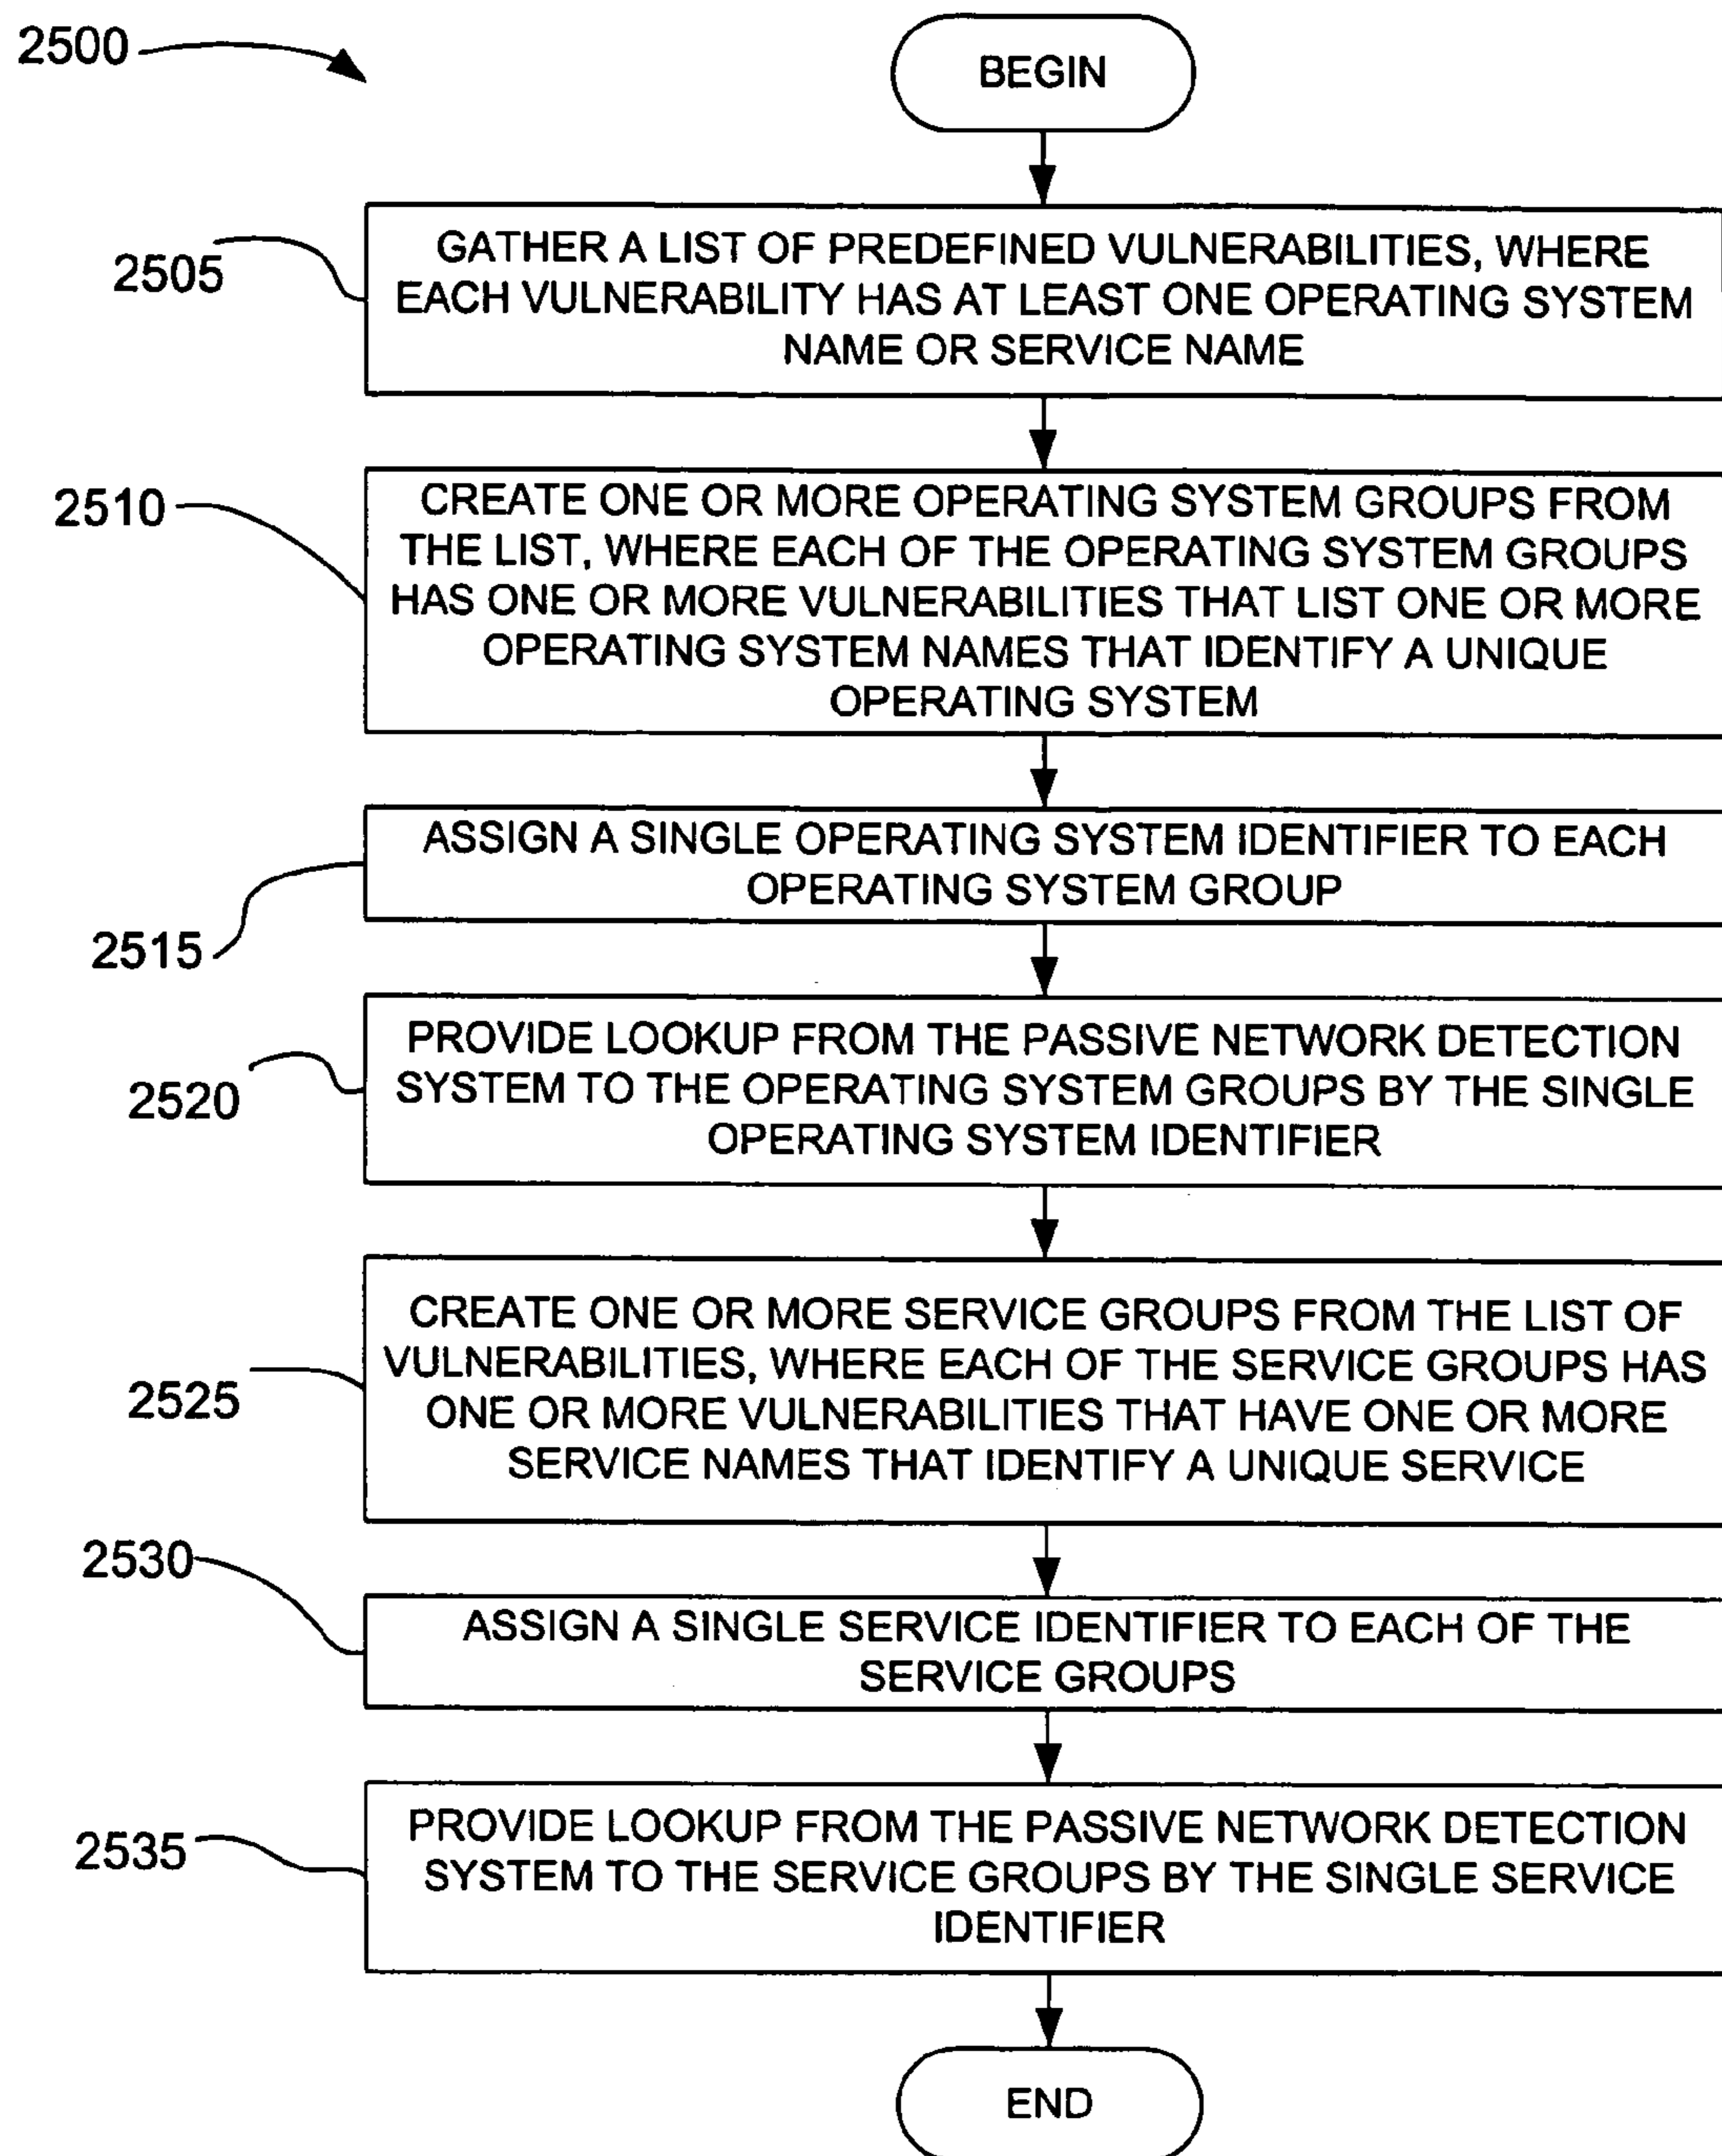 2500
BEGIN
2505
GATHER A LIST OF PREDEFINED VULNERABILITIES, WHERE
EACH VULNERABILITY HAS AT LEAST ONE OPERATING SYSTEM
NAME OR SERVICE NAME
2510
CREATE ONE OR MORE OPERATING SYSTEM GROUPS FROM
THE LIST, WHERE EACH OF THE OPERATING SYSTEM GROUPS
HAS ONE OR MORE VULNERABILITIES THAT LIST ONE OR MORE
OPERATING SYSTEM NAMES THAT IDENTIFY A UNIQUE
OPERATING SYSTEM
2515
ASSIGN A SINGLE OPERATING SYSTEM IDENTIFIER TO EACH
OPERATING SYSTEM GROUP
2520
PROVIDE LOOKUP FROM THE PASSIVE NETWORK DETECTION
SYSTEM TO THE OPERATING SYSTEM GROUPS BY THE SINGLE
OPERATING SYSTEM IDENTIFIER
2525
CREATE ONE OR MORE SERVICE GROUPS FROM THE LIST OF
VULNERABILITIES, WHERE EACH OF THE SERVICE GROUPS HAS
ONE OR MORE VULNERABILITIES THAT HAVE ONE OR MORE
SERVICE NAMES THAT IDENTIFY A UNIQUE SERVICE
2530
ASSIGN A SINGLE SERVICE IDENTIFIER TO EACH OF THE
SERVICE GROUPS
2535
PROVIDE LOOKUP FROM THE PASSIVE NETWORK DETECTION
SYSTEM TO THE SERVICE GROUPS BY THE SINGLE SERVICE
IDENTIFIER
END